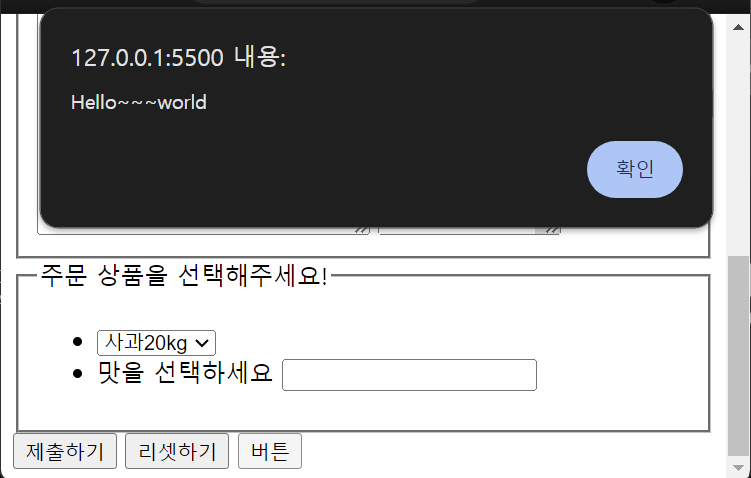 127.0.0.1:5500 내용:
Hello~~~world
확인
주문 상품을 선택해주세요!
사과20kg
맛을 선택하세요
제출하기 리셋하기 버튼